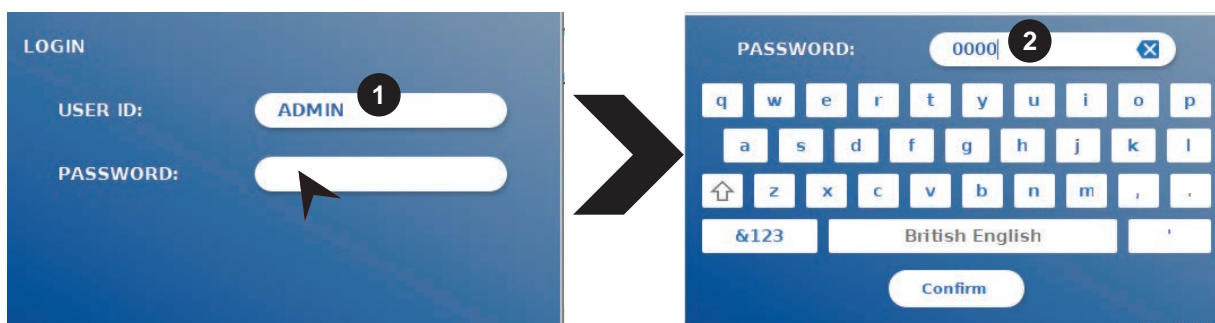 LOGIN
USER ID: ADMIN 1
PASSWORD:
PASSWORD: 0000 2
q w e r t y u i o p
a s d f g h j k l
z x c v b n m , .
&123 British English '
Confirm